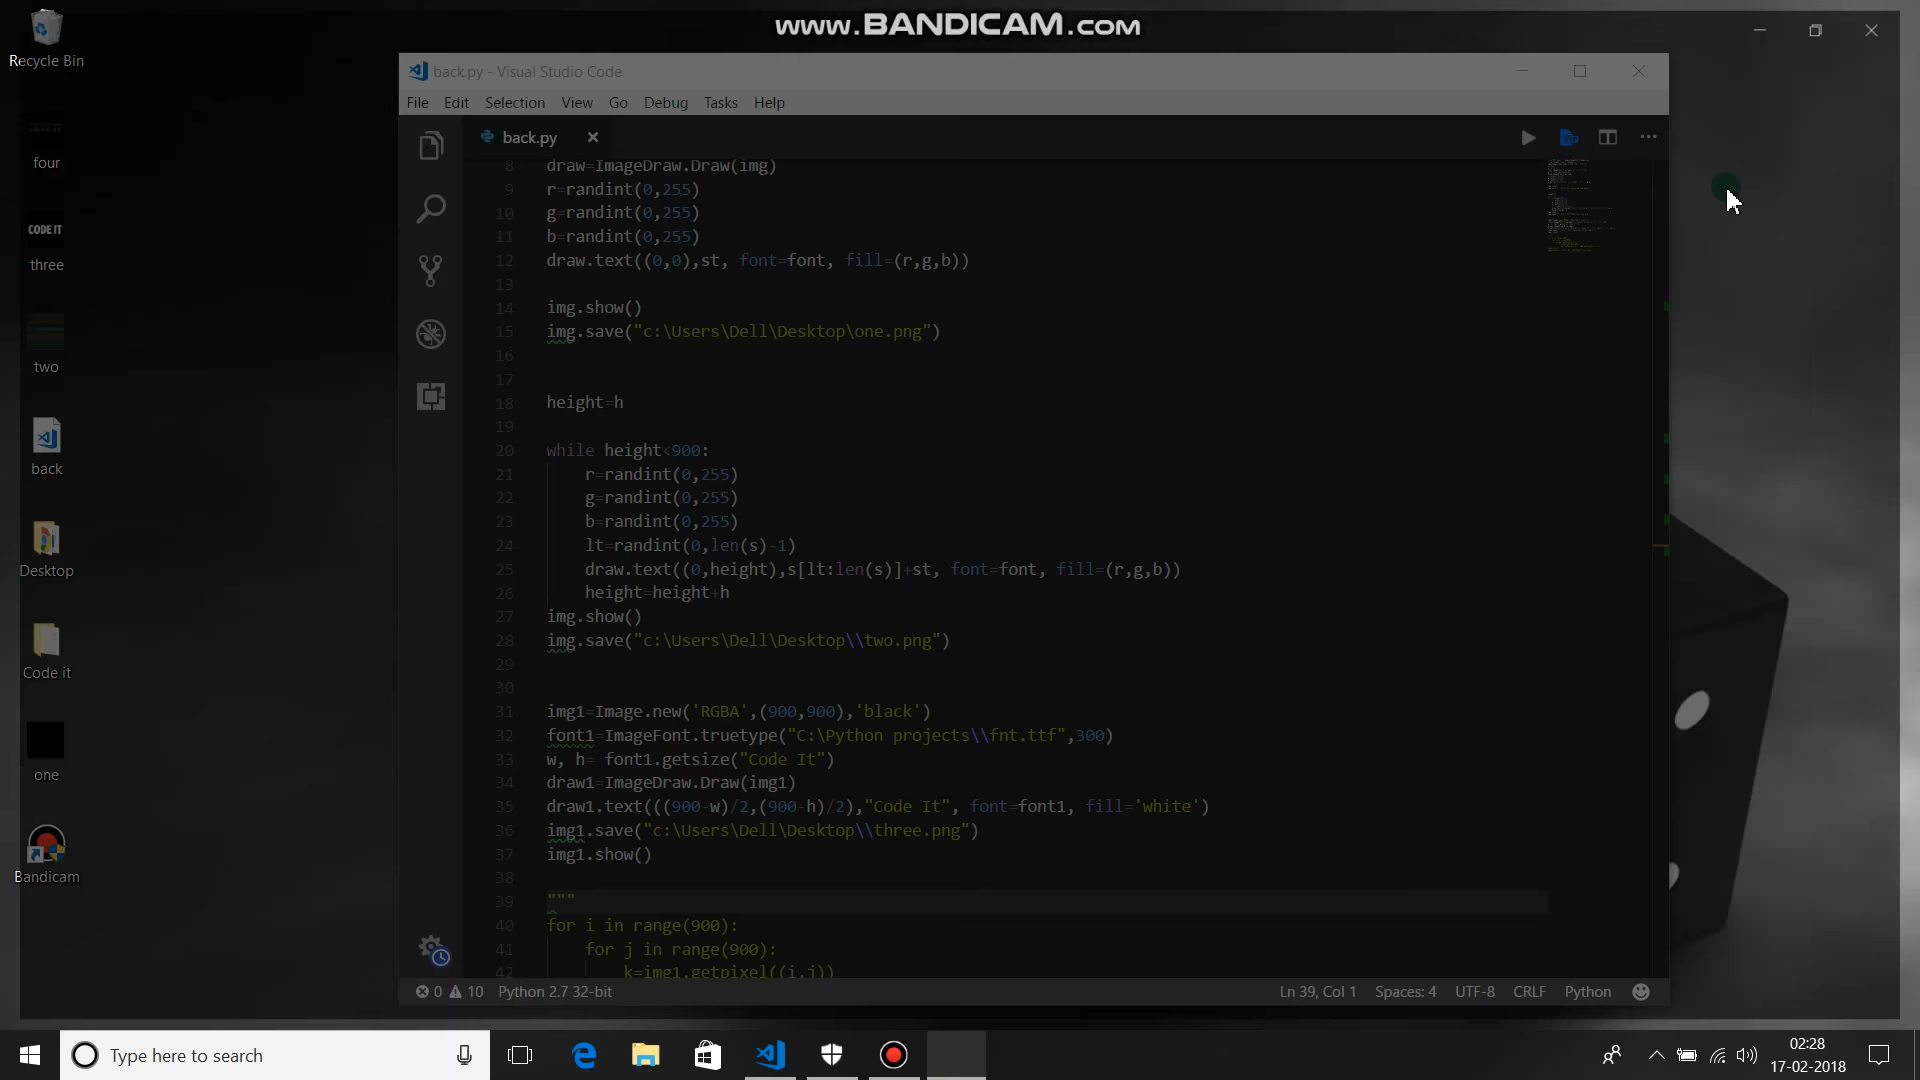 www.BANDICAM.com
Recycle Bin
four
CODE IT
three
two
back
Desktop
Code it
one
Bandicam
back.py - Visual Studio Code
File Edit Selection View Go Debug Tasks Help
back.py
8 draw=ImageDraw.Draw(img)
9 r=randint(0,255)
10 g=randint(0,255)
11 b=randint(0,255)
12 draw.text((0,0),st, font=font, fill=(r,g,b))
13
14 img.show()
15 img.save("c:\Users\Dell\Desktop\one.png")
16
17
18 height=h
19
20 while height<900:
21 r=randint(0,255)
22 g=randint(0,255)
23 b=randint(0,255)
24 lt=randint(0,len(s)-1)
25 draw.text((0,height),s[lt:len(s)]+st, font=font, fill=(r,g,b))
26 height=height+h
27 img.show()
28 img.save("c:\Users\Dell\Desktop\\two.png")
29
30
31 img1=Image.new('RGBA',(900,900),'black')
32 font1=ImageFont.truetype("C:\Python projects\\fnt.ttf",300)
33 w, h= font1.getsize("Code It")
34 draw1=ImageDraw.Draw(img1)
35 draw1.text(((900-w)/2,(900-h)/2),"Code It", font=font1, fill='white')
36 img1.save("c:\Users\Dell\Desktop\\three.png")
37 img1.show()
38
39 """
40 for i in range(900):
41 for j in range(900):
42 k=img1.getpixel((i,j))
0 10 Python 2.7 32-bit
Ln 39, Col 1 Spaces: 4 UTF-8 CRLF Python
Type here to search
02:28
17-02-2018